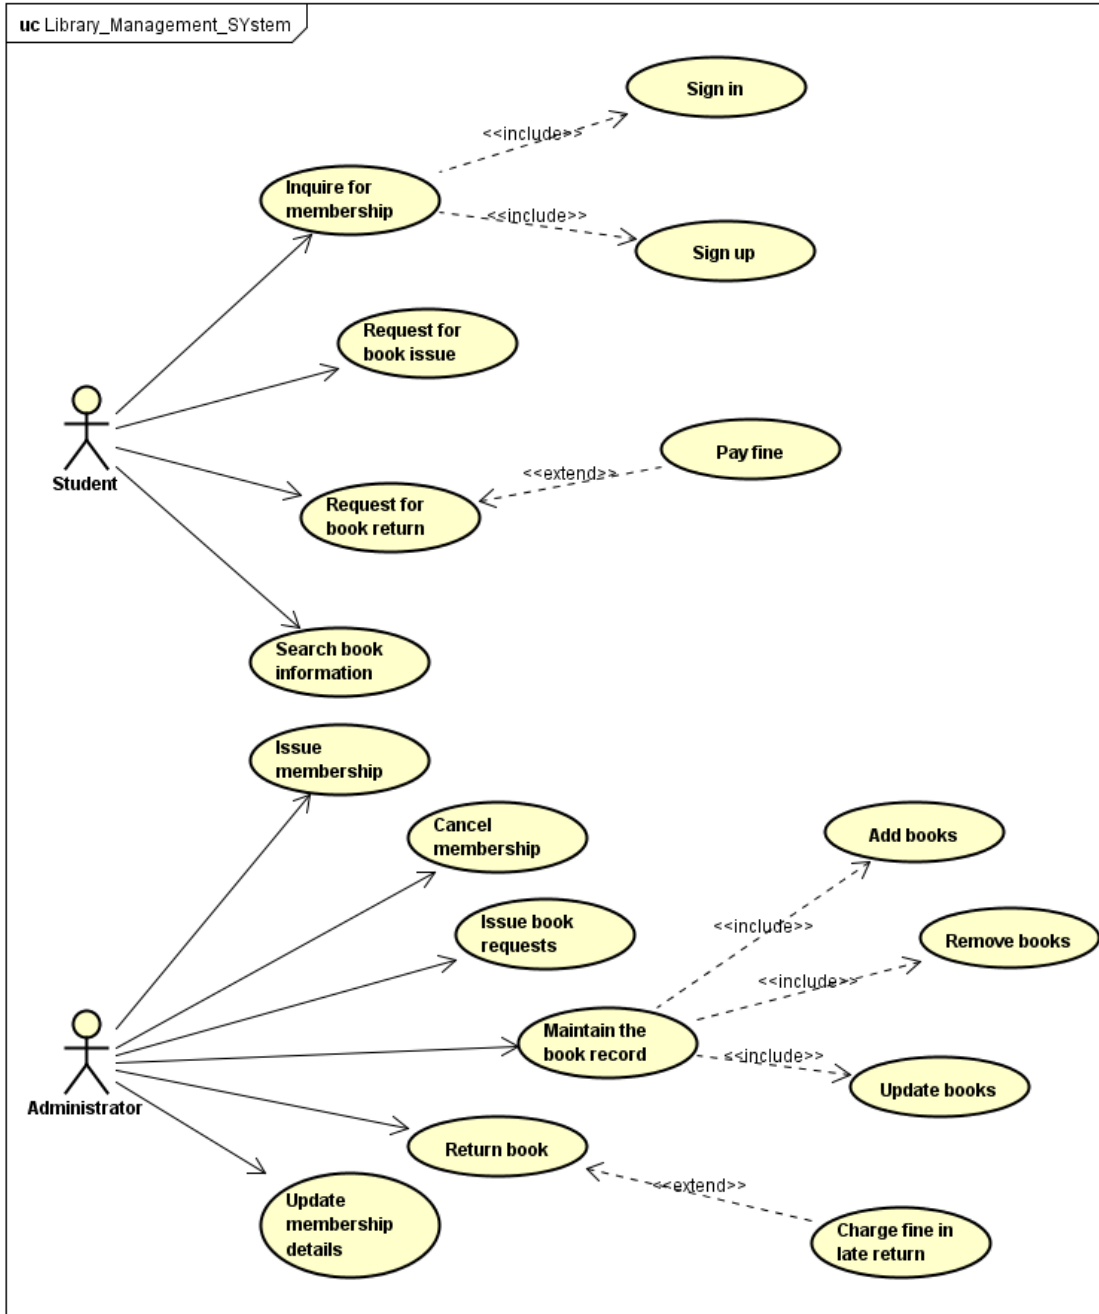 uc Library_Management_SYstem
Sign in
<<include>>
Inquire for
membership
<<include>>
Sign up
Request for
book issue
Student
Pay fine
<<extend>>
Request for
book return
Search book
information
Issue
membership
Cancel
membership
Add books
Issue book
requests
<<include>>
Remove books
<<include>>
Maintain the
book record
<<include>>
Update books
Administrator
Return book
<<extend>>
Update
membership
details
Charge fine in
late return